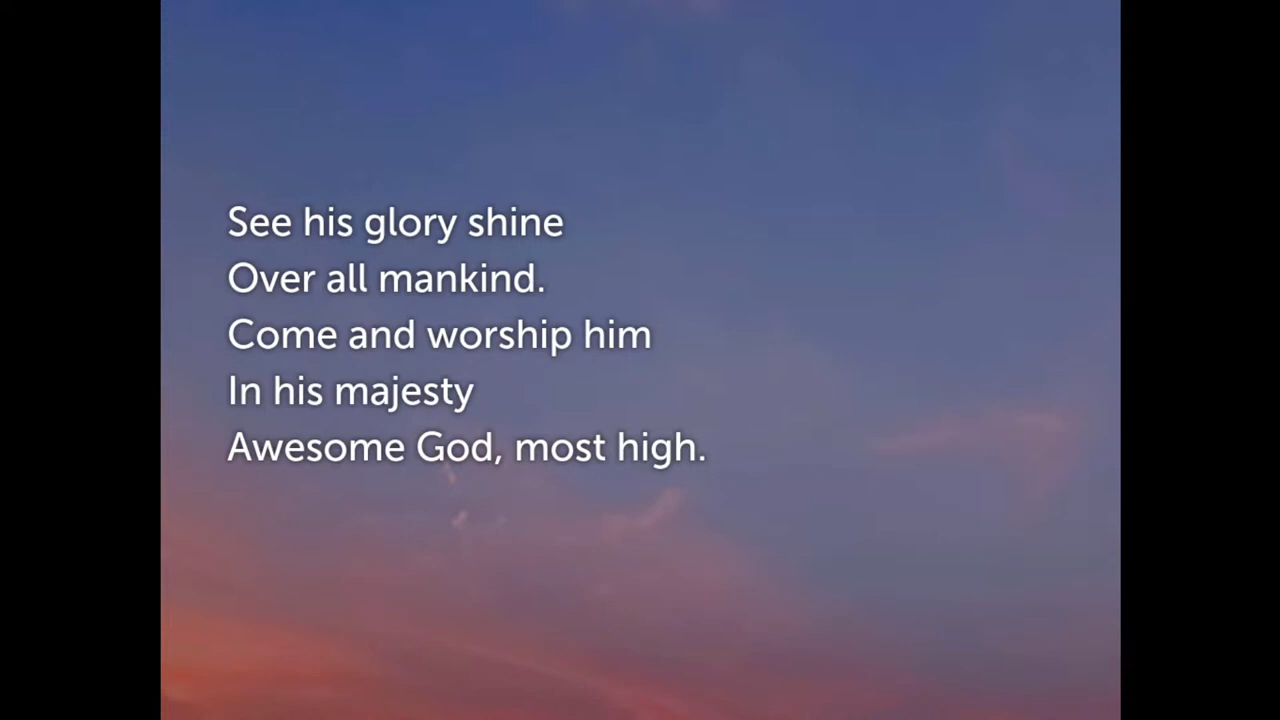 See his glory shine
Over all mankind.
Come and worship him
In his majesty
Awesome God, most high.